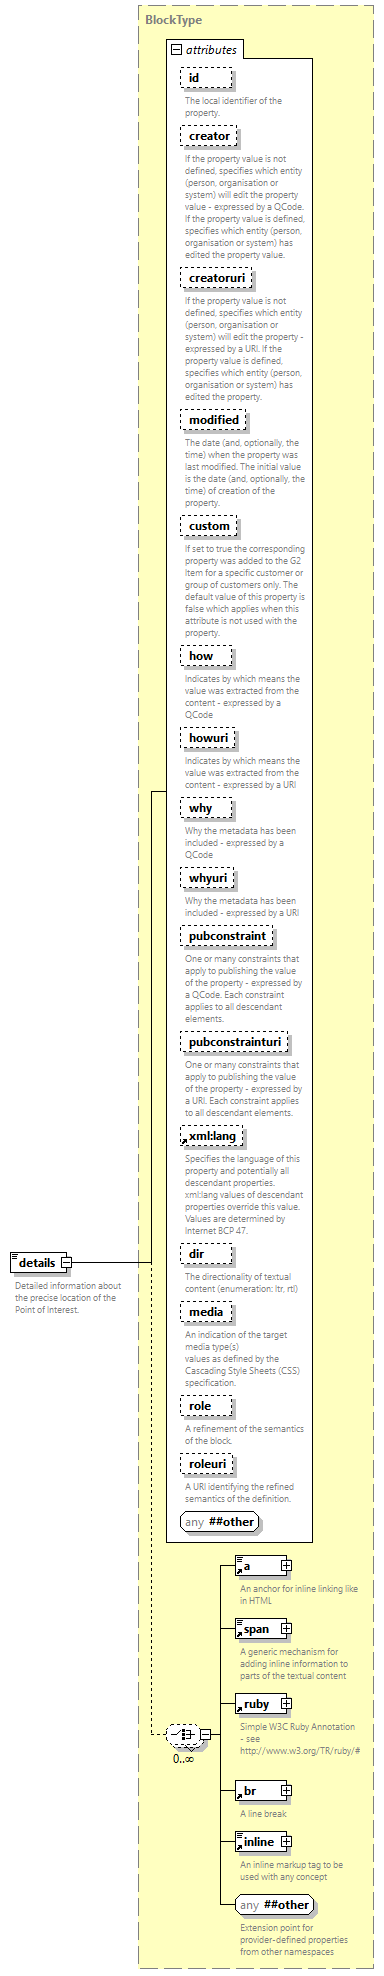 BlockType
attributes
id
The local identifier of the
property.
creator
If the property value is not
defined, specifies which entity
(person, organisation or
system) will edit the property
value - expressed by a QCode.
If the property value is defined,
specifies which entity (person,
organisation or system) has
edited the property value.
creatoruri
If the property value is not
defined, specifies which entity
(person, organisation or
system) will edit the property -
expressed by a URI. If the
property value is defined,
specifies which entity (person,
organisation or system) has
edited the property.
modified
The date (and, optionally, the
time) when the property was
last modified. The initial value
is the date (and, optionally, the
time) of creation of the
property.
custom
If set to true the corresponding
property was added to the G2
Item for a specific customer or
group of customers only. The
default value of this property is
false which applies when this
attribute is not used with the
property.
how
Indicates by which means the
value was extracted from the
content - expressed by a
QCode
howuri
Indicates by which means the
value was extracted from the
content - expressed by a URI
why
Why the metadata has been
included - expressed by a
QCode
whyuri
Why the metadata has been
included - expressed by a URI
pubconstraint
One or many constraints that
apply to publishing the value
of the property - expressed by
a QCode. Each constraint
applies to all descendant
elements.
pubconstrainturi
One or many constraints that
apply to publishing the value
of the property - expressed by
a URI. Each constraint applies
to all descendant elements.
xml:lang
Specifies the language of this
property and potentially all
descendant properties.
xml:lang values of descendant
properties override this value.
Values are determined by
Internet BCP 47.
dir
The directionality of textual
content (enumeration: ltr, rtl)
details
Detailed information about
the precise location of the
Point of Interest.
media
An indication of the target
media type(s)
values as defined by the
Cascading Style Sheets (CSS)
specification.
role
A refinement of the semantics
of the block.
roleuri
A URI identifying the refined
semantics of the definition.
any ##other
a
An anchor for inline linking like
in HTML
span
A generic mechanism for
adding inline information to
parts of the textual content
ruby
Simple W3C Ruby Annotation
- see
http://www.w3.org/TR/ruby/#
0..∞
br
A line break
inline
An inline markup tag to be
used with any concept
any ##other
Extension point for
provider-defined properties
from other namespaces